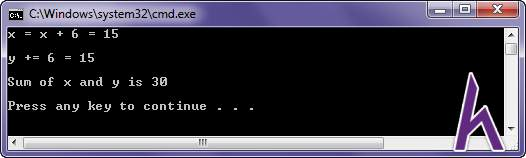 C:\Windows\system32\cmd.exe
x = x + 6 = 15
y += 6 = 15
Sum of x and y is 30
Press any key to continue . . .